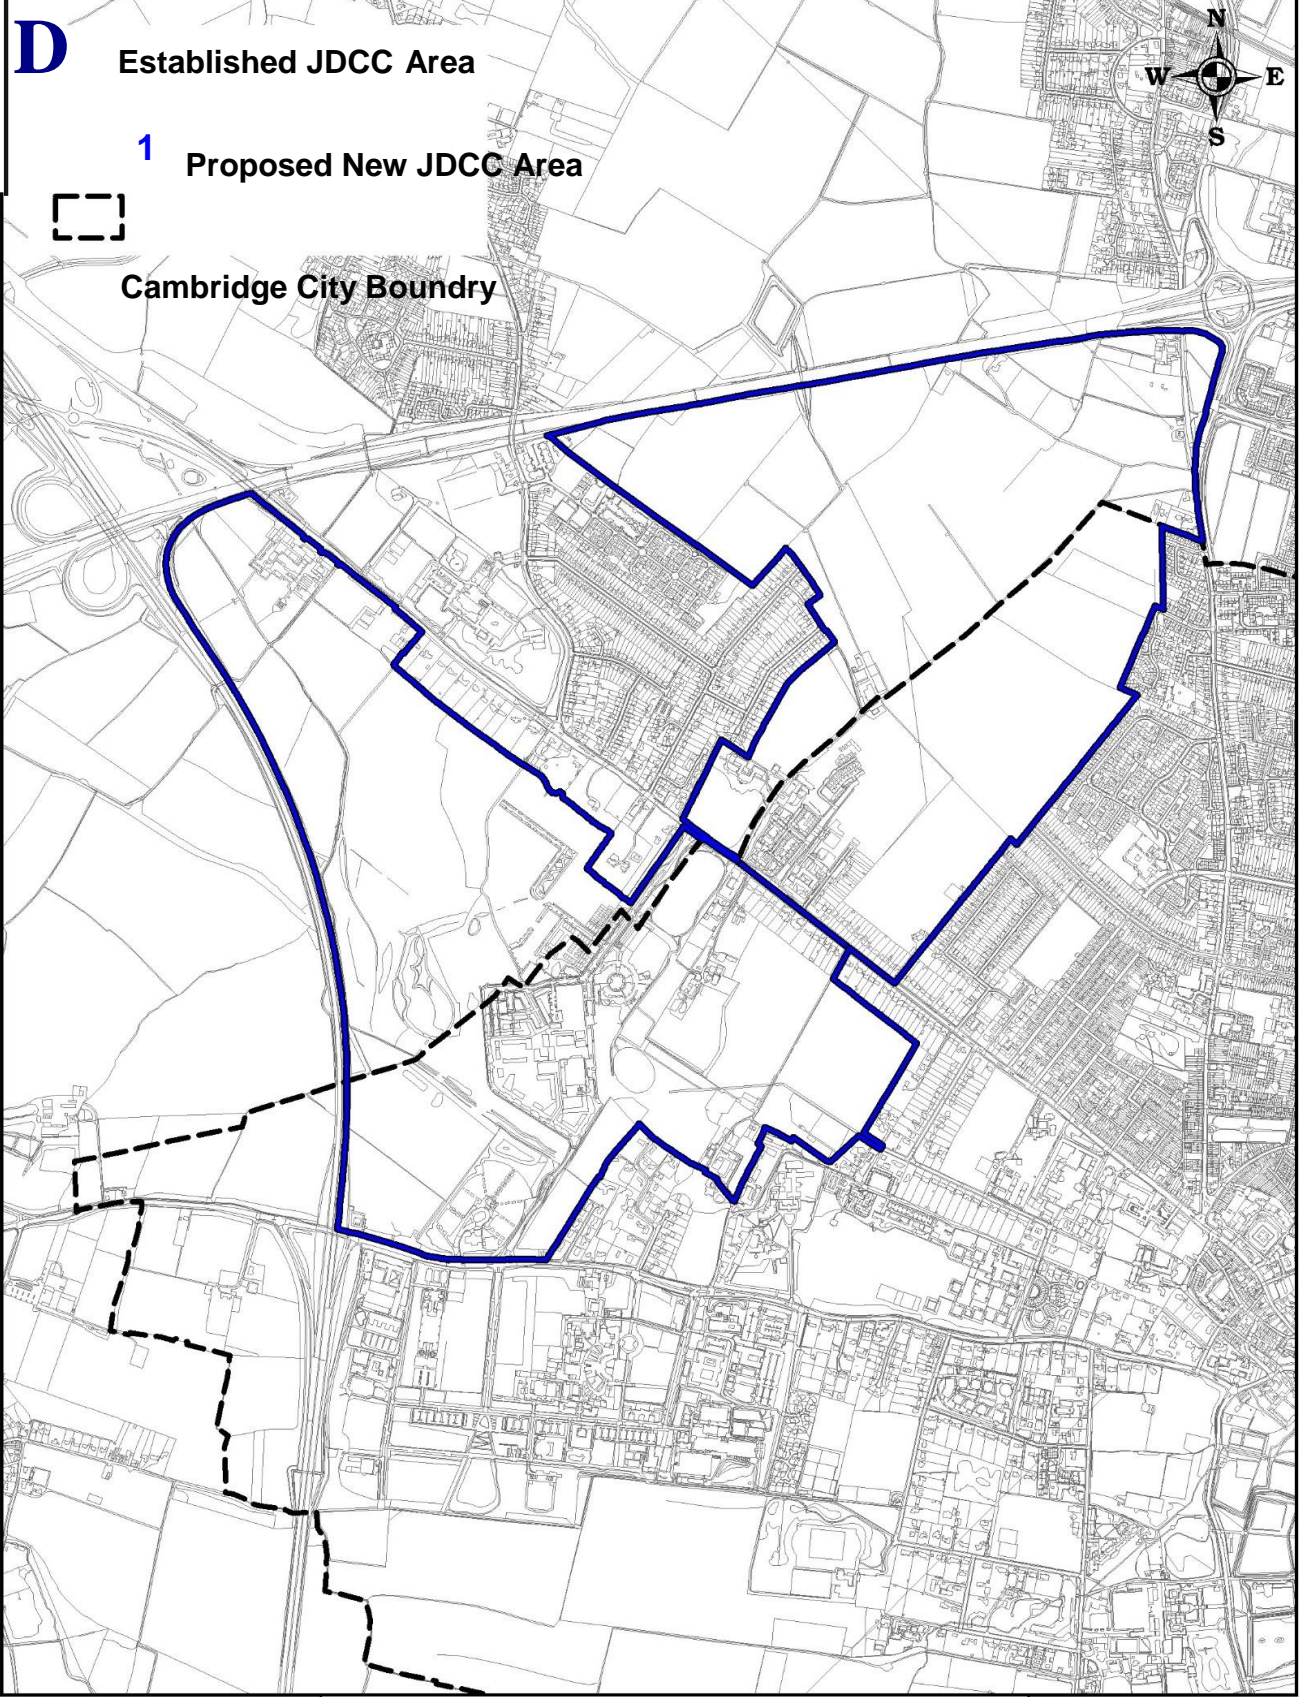 D Established JDCC Area
1 Proposed New JDCC Area
Cambridge City Boundry
N
W E
S